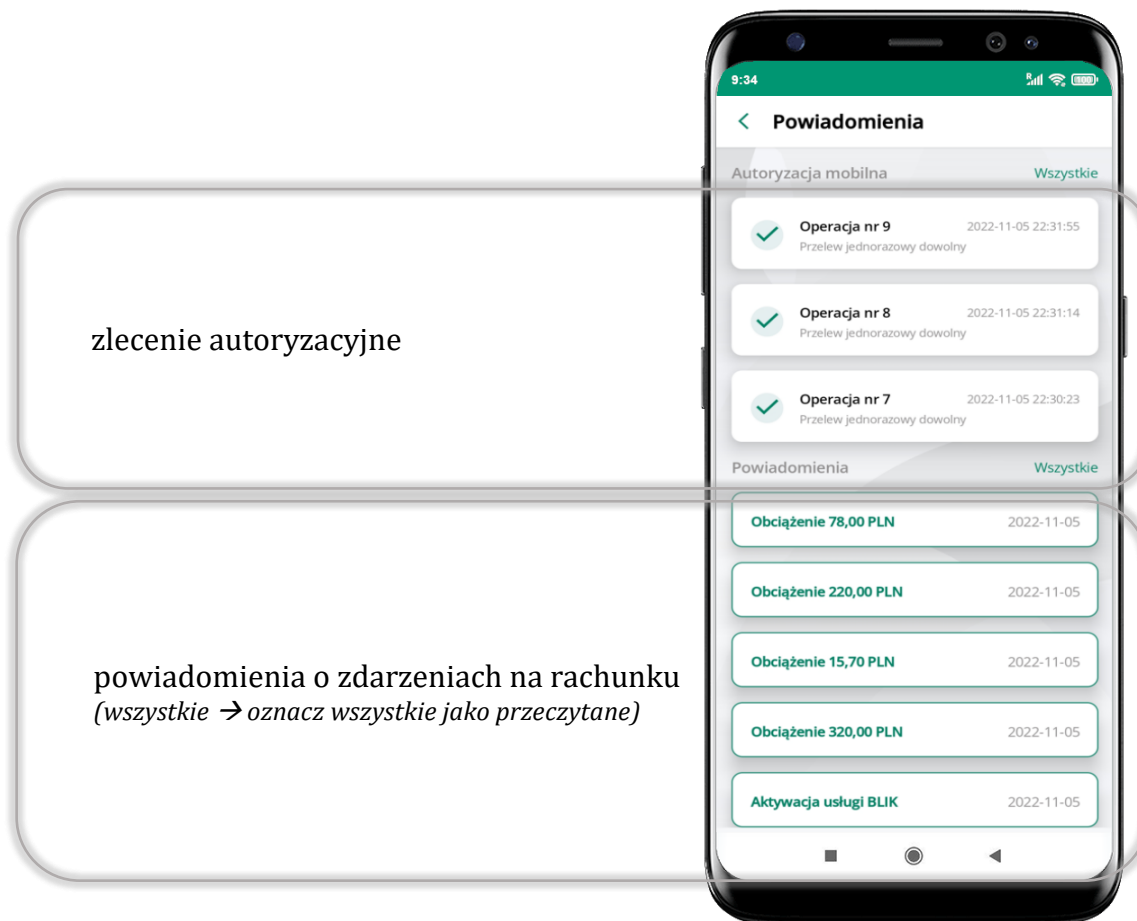 9:34
R
100
Powiadomienia
Autoryzacja mobilna Wszystkie
Operacja nr 9 2022-11-05 22:31:55
Przelew jednorazowy dowolny
Operacja nr 8 2022-11-05 22:31:14
Przelew jednorazowy dowolny
Operacja nr 7 2022-11-05 22:30:23
Przelew jednorazowy dowolny
zlecenie autoryzacyjne
Powiadomienia Wszystkie
Obciążenie 78,00 PLN 2022-11-05
Obciążenie 220,00 PLN 2022-11-05
Obciążenie 15,70 PLN 2022-11-05
Obciążenie 320,00 PLN 2022-11-05
Aktywacja usługi BLIK 2022-11-05
powiadomienia o zdarzeniach na rachunku
(wszystkie → oznacz wszystkie jako przeczytane)